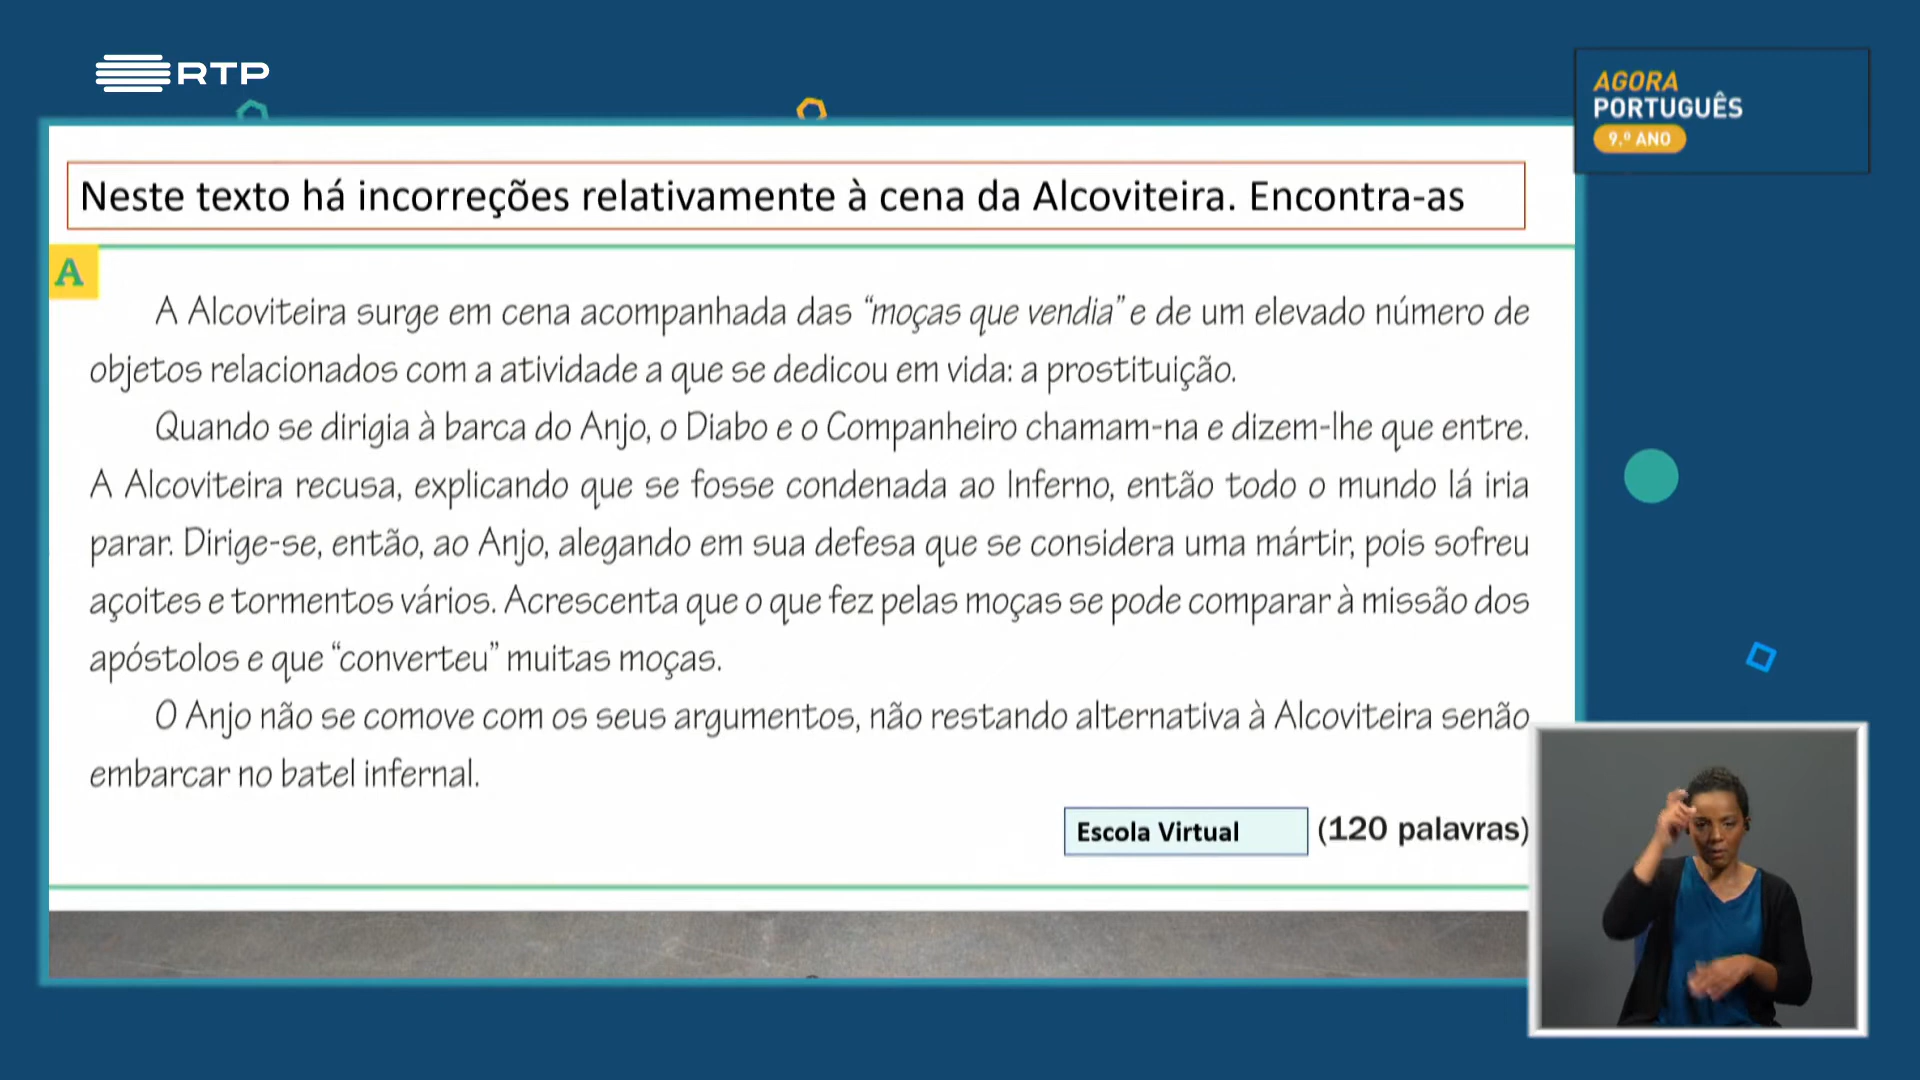 RTP
AGORA
PORTUGUÊS
9.º ANO
Neste texto há incorreções relativamente à cena da Alcoviteira. Encontra-as
A
A Alcoviteira surge em cena acompanhada das “moças que vendia” e de um elevado número de
objetos relacionados com a atividade a que se dedicou em vida: a prostituição.
Quando se dirigia à barca do Anjo, o Diabo e o Companheiro chamam-na e dizem-lhe que entre.
A Alcoviteira recusa, explicando que se fosse condenada ao Inferno, então todo o mundo lá iria
parar. Dirige-se, então, ao Anjo, alegando em sua defesa que se considera uma mártir, pois sofreu
açoites e tormentos vários. Acrescenta que o que fez pelas moças se pode comparar à missão dos
apóstolos e que “converteu” muitas moças.
O Anjo não se comove com os seus argumentos, não restando alternativa à Alcoviteira senão
embarcar no batel infernal.
Escola Virtual (120 palavras)